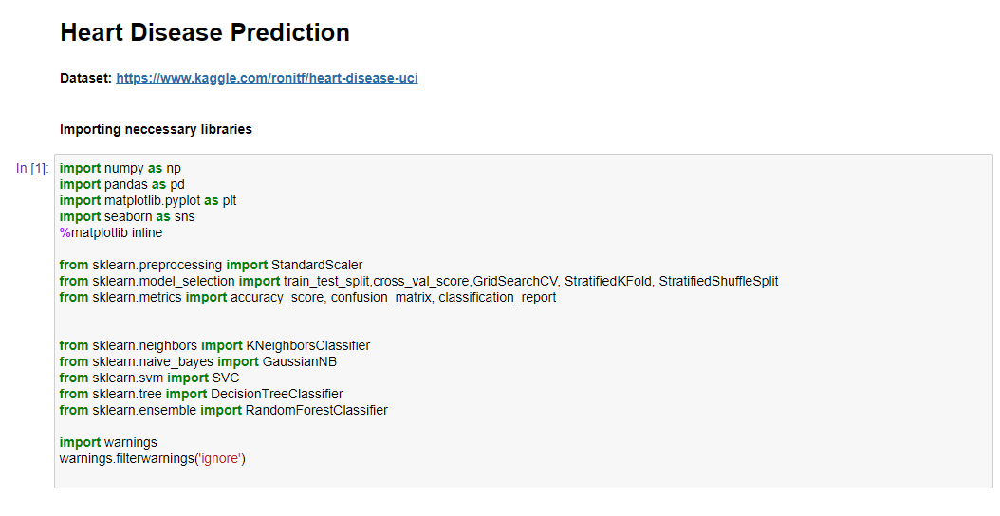 Heart Disease Prediction
Dataset: https://www.kaggle.com/ronitf/heart-disease-uci
Importing neccessary libraries
In [1]:
import numpy as np
import pandas as pd
import matplotlib.pyplot as plt
import seaborn as sns
%matplotlib inline
from sklearn.preprocessing import StandardScaler
from sklearn.model_selection import train_test_split,cross_val_score,GridSearchCV, StratifiedKFold, StratifiedShuffleSplit
from sklearn.metrics import accuracy_score, confusion_matrix, classification_report
from sklearn.neighbors import KNeighborsClassifier
from sklearn.naive_bayes import GaussianNB
from sklearn.svm import SVC
from sklearn.tree import DecisionTreeClassifier
from sklearn.ensemble import RandomForestClassifier
import warnings
warnings.filterwarnings('ignore')